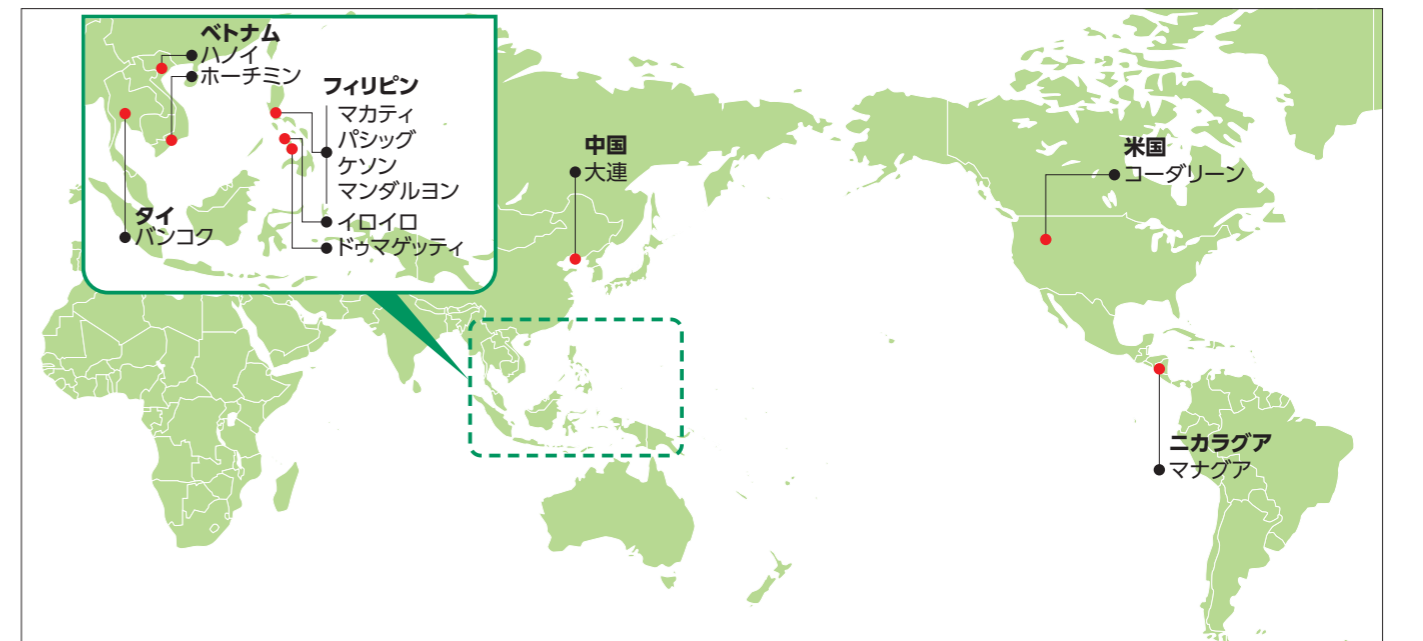 ベトナム
ハノイ
ホーチミン
フィリピン
マカティ
パシッグ
ケソン
マンダルヨン
イロイロ
ドゥマゲッティ
タイ
バンコク
中国
大連
米国
コーダリーン
ニカラグア
マナグア